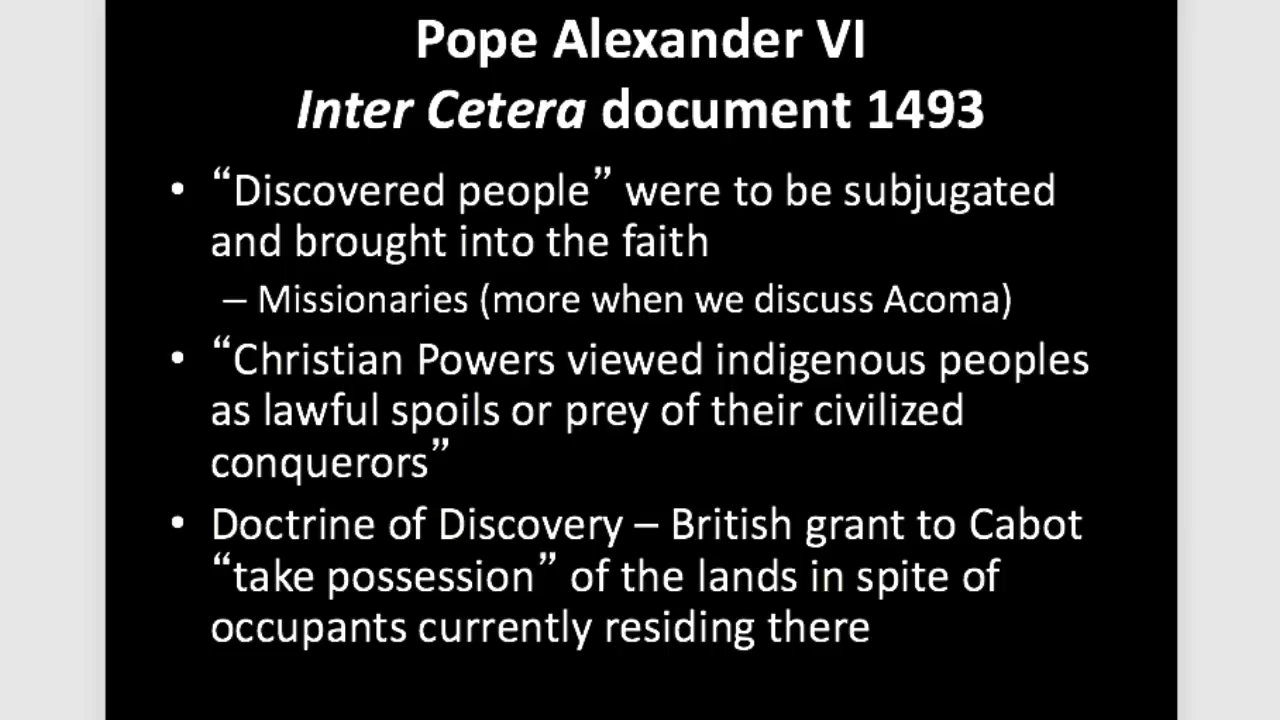 Pope Alexander VI
Inter Cetera document 1493
• “Discovered people” were to be subjugated
and brought into the faith
– Missionaries (more when we discuss Acoma)
• “Christian Powers viewed indigenous peoples
as lawful spoils or prey of their civilized
conquerors”
• Doctrine of Discovery – British grant to Cabot
“take possession” of the lands in spite of
occupants currently residing there